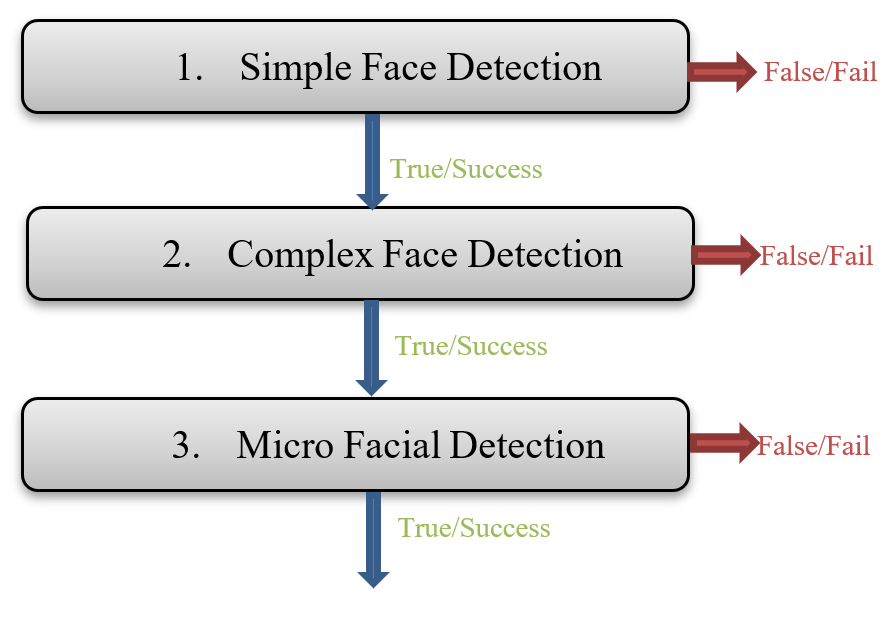 1. Simple Face Detection
False/Fail
True/Success
2. Complex Face Detection
False/Fail
True/Success
3. Micro Facial Detection
False/Fail
True/Success